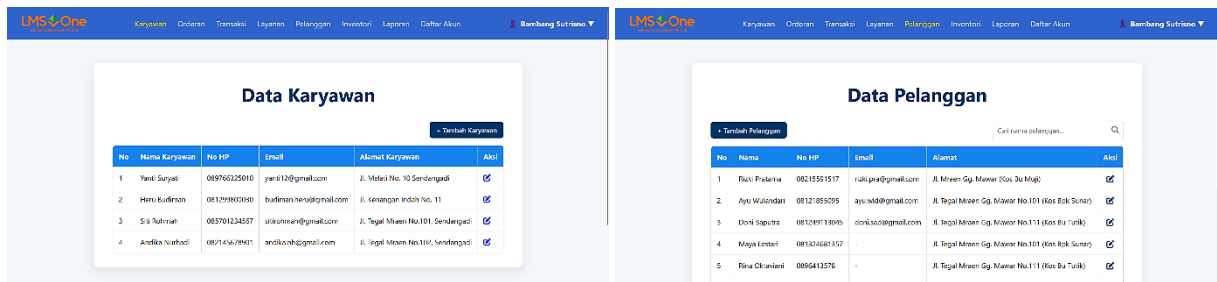 LMS One
Karyawan Orderan Transaksi Layanan Pelanggan Inventori Laporan Daftar Akun
Bambang Sutrisno ▼
Data Karyawan
+ Tambah Karyawan
No Nama Karyawan No HP Email Alamat Karyawan Aksi
1 Yanti Suryati 089766325010 yanti12@gmail.com Jl. Melati No. 10 Sendangadi
2 Heru Budiman 081299800030 budiman.heru@gmail.com Jl. Kenangan Indah No. 11
3 Siti Rohmah 085701234567 sitirohmah@gmail.com Jl. Tegal Mraen No.101, Sendangadi
4 Andika Nurhadi 082145678901 andika.nh@gmail.com Jl. Tegal Mraen No.102, Sendangadi
LMS One
Karyawan Orderan Transaksi Layanan Pelanggan Inventori Laporan Daftar Akun
Bambang Sutrisno ▼
Data Pelanggan
+ Tambah Pelanggan
Cari nama pelanggan...
No Nama No HP Email Alamat Aksi
1 Rizki Pratama 08215591517 rizki.pra@gmail.com Jl. Mraen Gg. Mawar (Kos Bu Muji)
2 Ayu Wulandari 08121855095 ayu.wld@gmail.com Jl. Tegal Mraen Gg. Mawar No.101 (Kos Bpk Sunar)
3 Doni Saputra 081249113045 doni.sap@gmail.com Jl. Tegal Mraen Gg. Mawar No.111 (Kos Bu Tutik)
4 Maya Lestari 081324681357 - Jl. Tegal Mraen Gg. Mawar No.101 (Kos Bpk Sunar)
5 Rina Oktaviani 0896413578 - Jl. Tegal Mraen Gg. Mawar No.111 (Kos Bu Tutik)